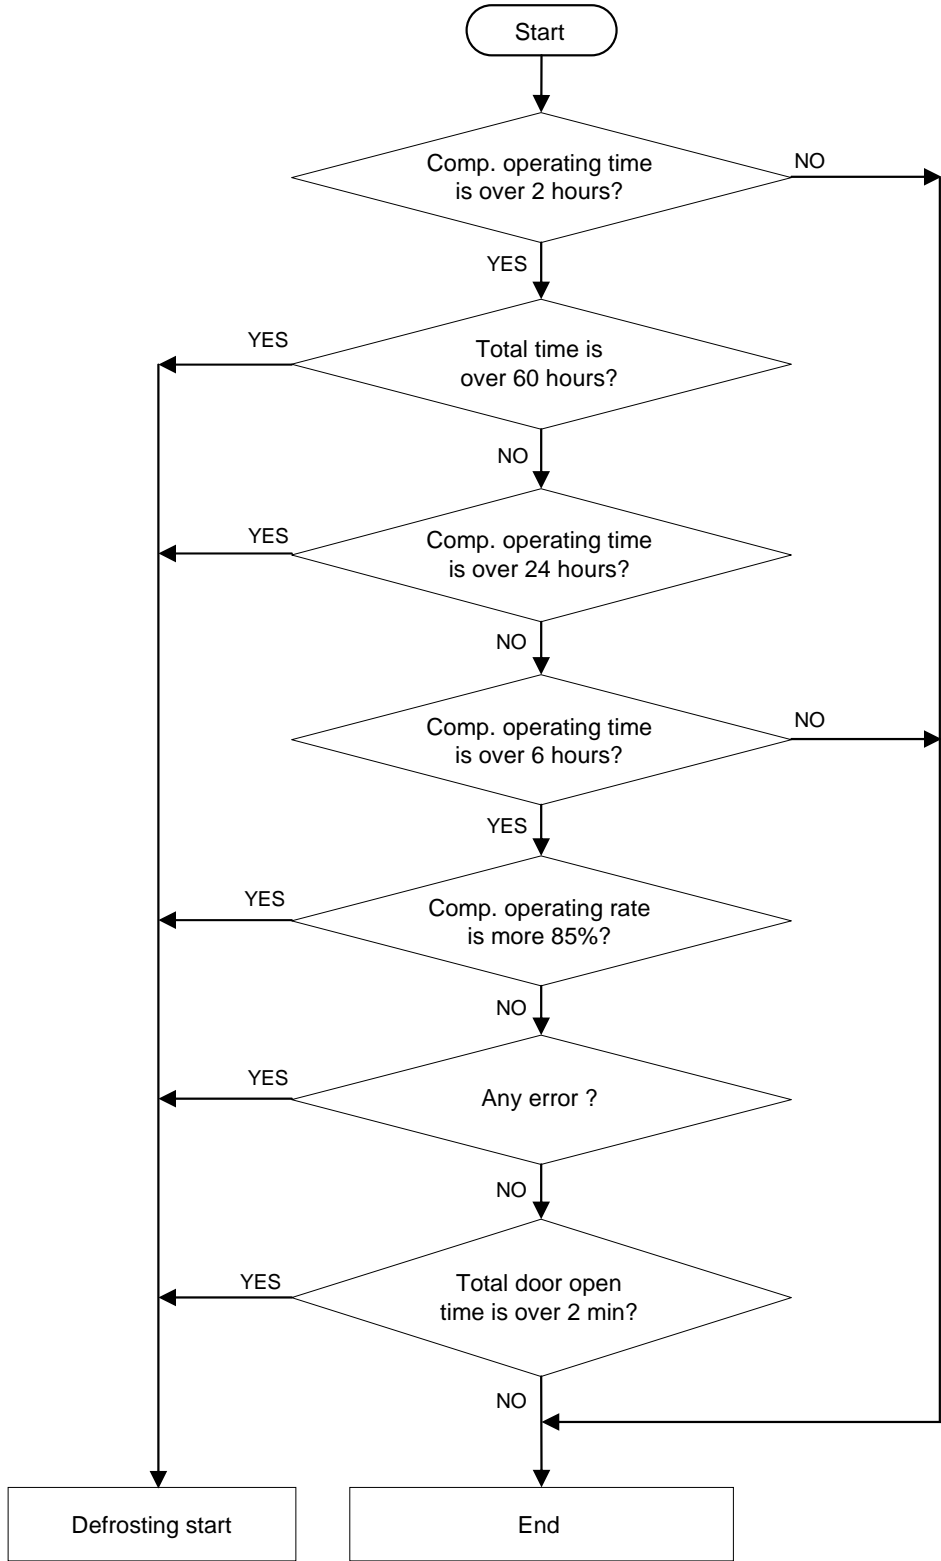 Start
Comp. operating time
is over 2 hours?
NO
YES
YES
Total time is
over 60 hours?
NO
YES
Comp. operating time
is over 24 hours?
NO
Comp. operating time
is over 6 hours?
NO
YES
YES
Comp. operating rate
is more 85%?
NO
YES
Any error ?
NO
YES
Total door open
time is over 2 min?
NO
Defrosting start
End